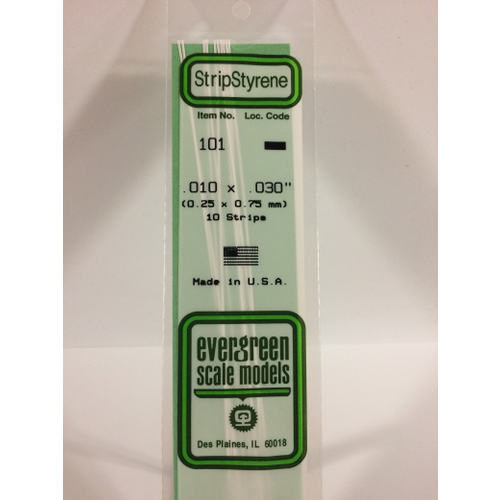 StripStyrene
Item No. Loc. Code
101
.010 x .030"
(0.25 x 0.75 mm)
10 Strips
Made in U.S.A.
evergreen
scale models
Des Plaines, IL 60018